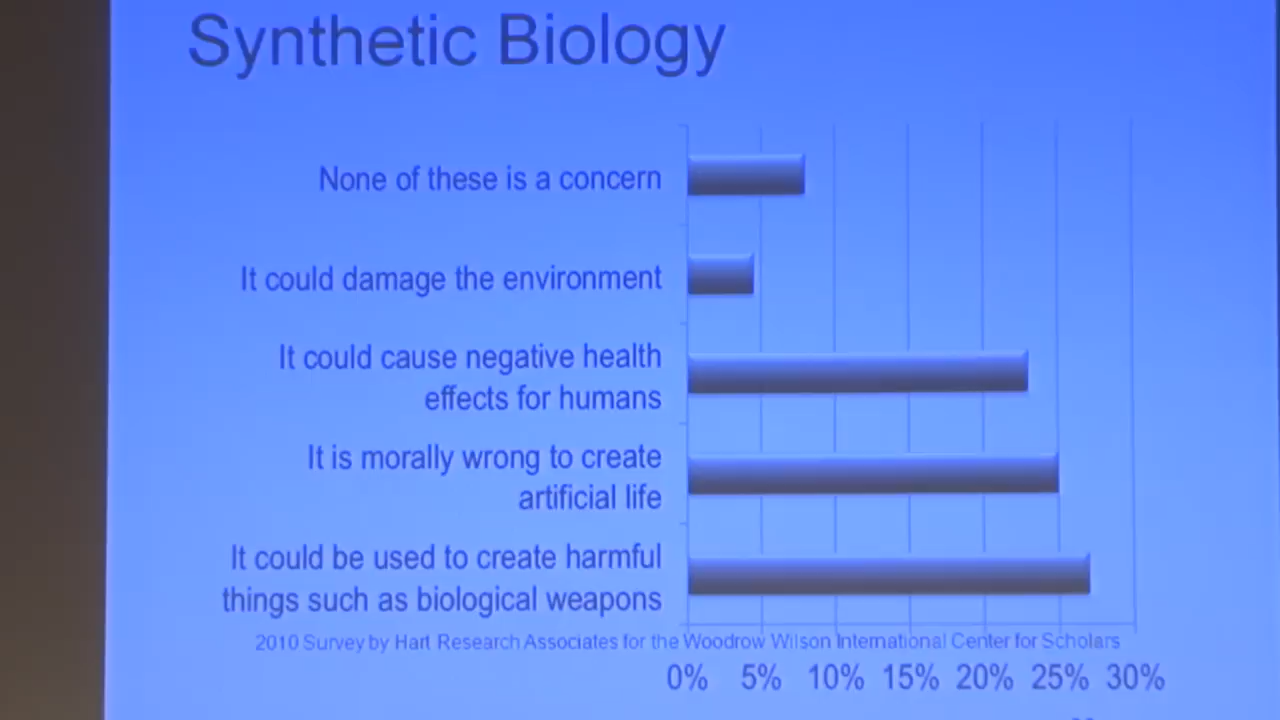 Synthetic Biology
None of these is a concern
It could damage the environment
It could cause negative health
effects for humans
It is morally wrong to create
artificial life
It could be used to create harmful
things such as biological weapons
2010 Survey by Hart Research Associates for the Woodrow Wilson International Center for Scholars
0% 5% 10% 15% 20% 25% 30%